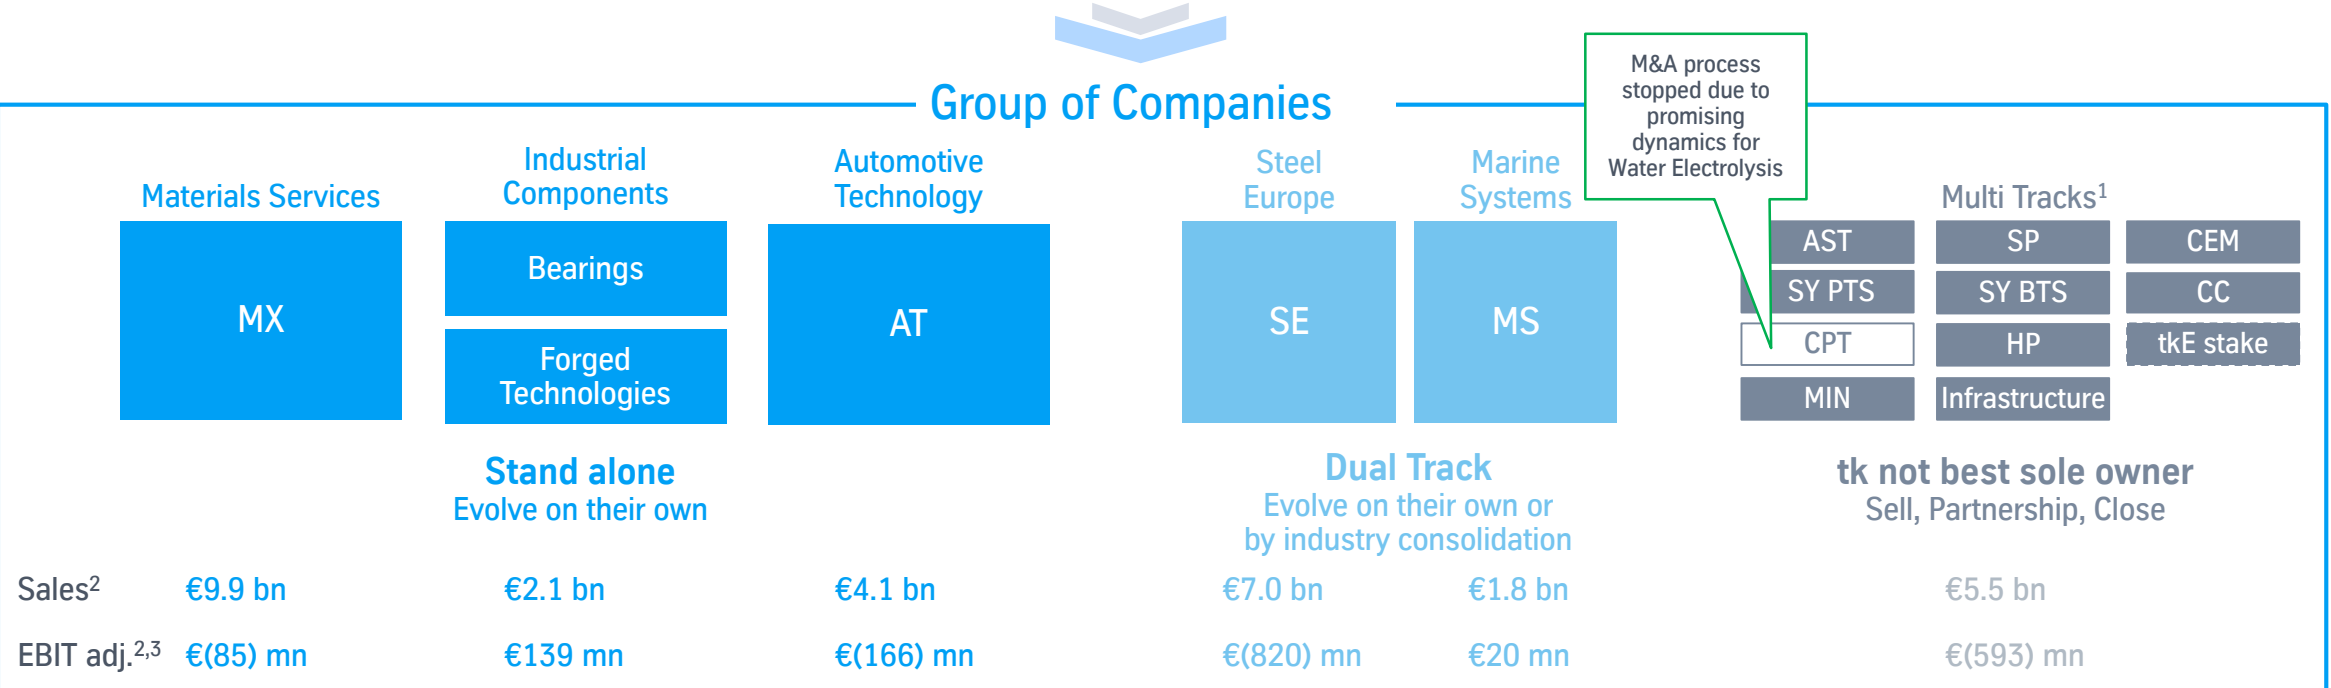 M&A process
stopped due to
promising
dynamics for
Water Electrolysis
Group of Companies
Materials Services
Industrial
Components
Automotive
Technology
Steel
Europe
Marine
Systems
Multi Tracks¹
MX
Bearings
Forged
Technologies
AT
SE
MS
AST
SP
CEM
SY PTS
SY BTS
CC
CPT
HP
tkE stake
MIN
Infrastructure
Stand alone
Evolve on their own
Dual Track
Evolve on their own or
by industry consolidation
tk not best sole owner
Sell, Partnership, Close
Sales² €9.9 bn €2.1 bn €4.1 bn €7.0 bn €1.8 bn €5.5 bn
EBIT adj.²,³ €(85) mn €139 mn €(166) mn €(820) mn €20 mn €(593) mn